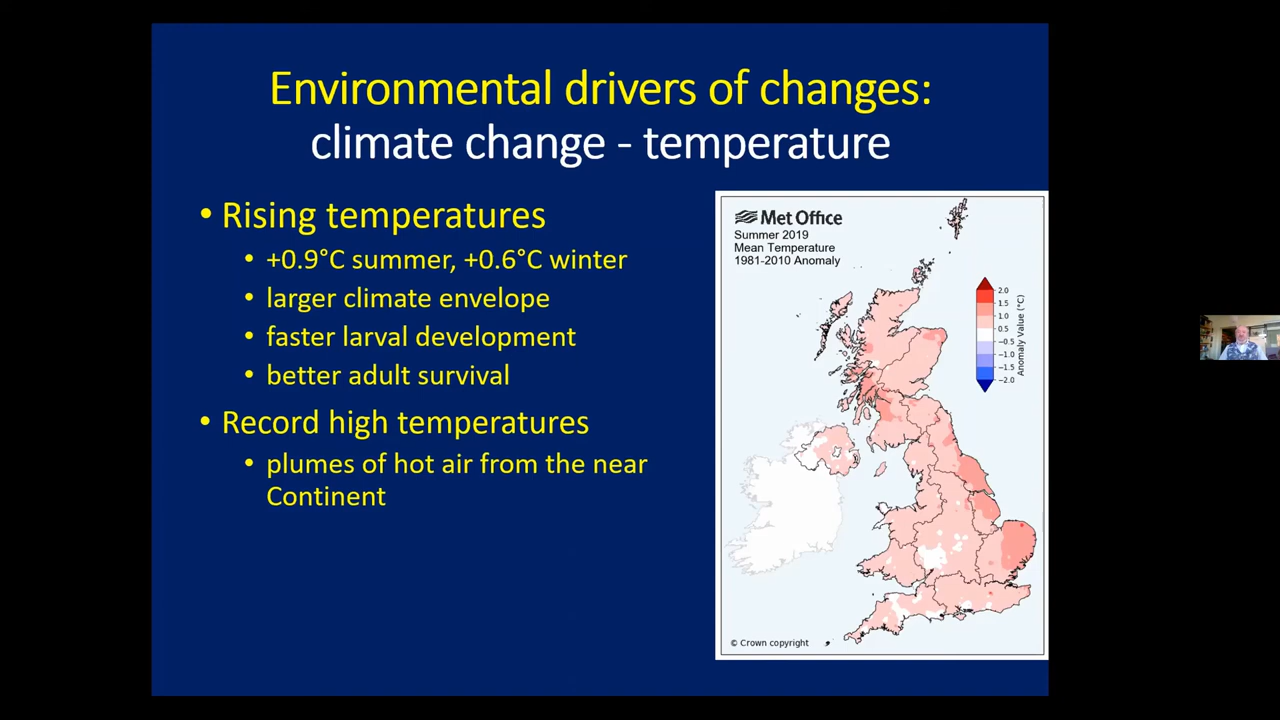 Environmental drivers of changes:
climate change - temperature
• Rising temperatures
• +0.9°C summer, +0.6°C winter
• larger climate envelope
• faster larval development
• better adult survival
• Record high temperatures
• plumes of hot air from the near
Continent
Met Office
Summer 2019
Mean Temperature
1981-2010 Anomaly
2.0
1.5
1.0
0.5
−0.5
−1.0
−1.5
−2.0
Anomaly Value (°C)
© Crown copyright